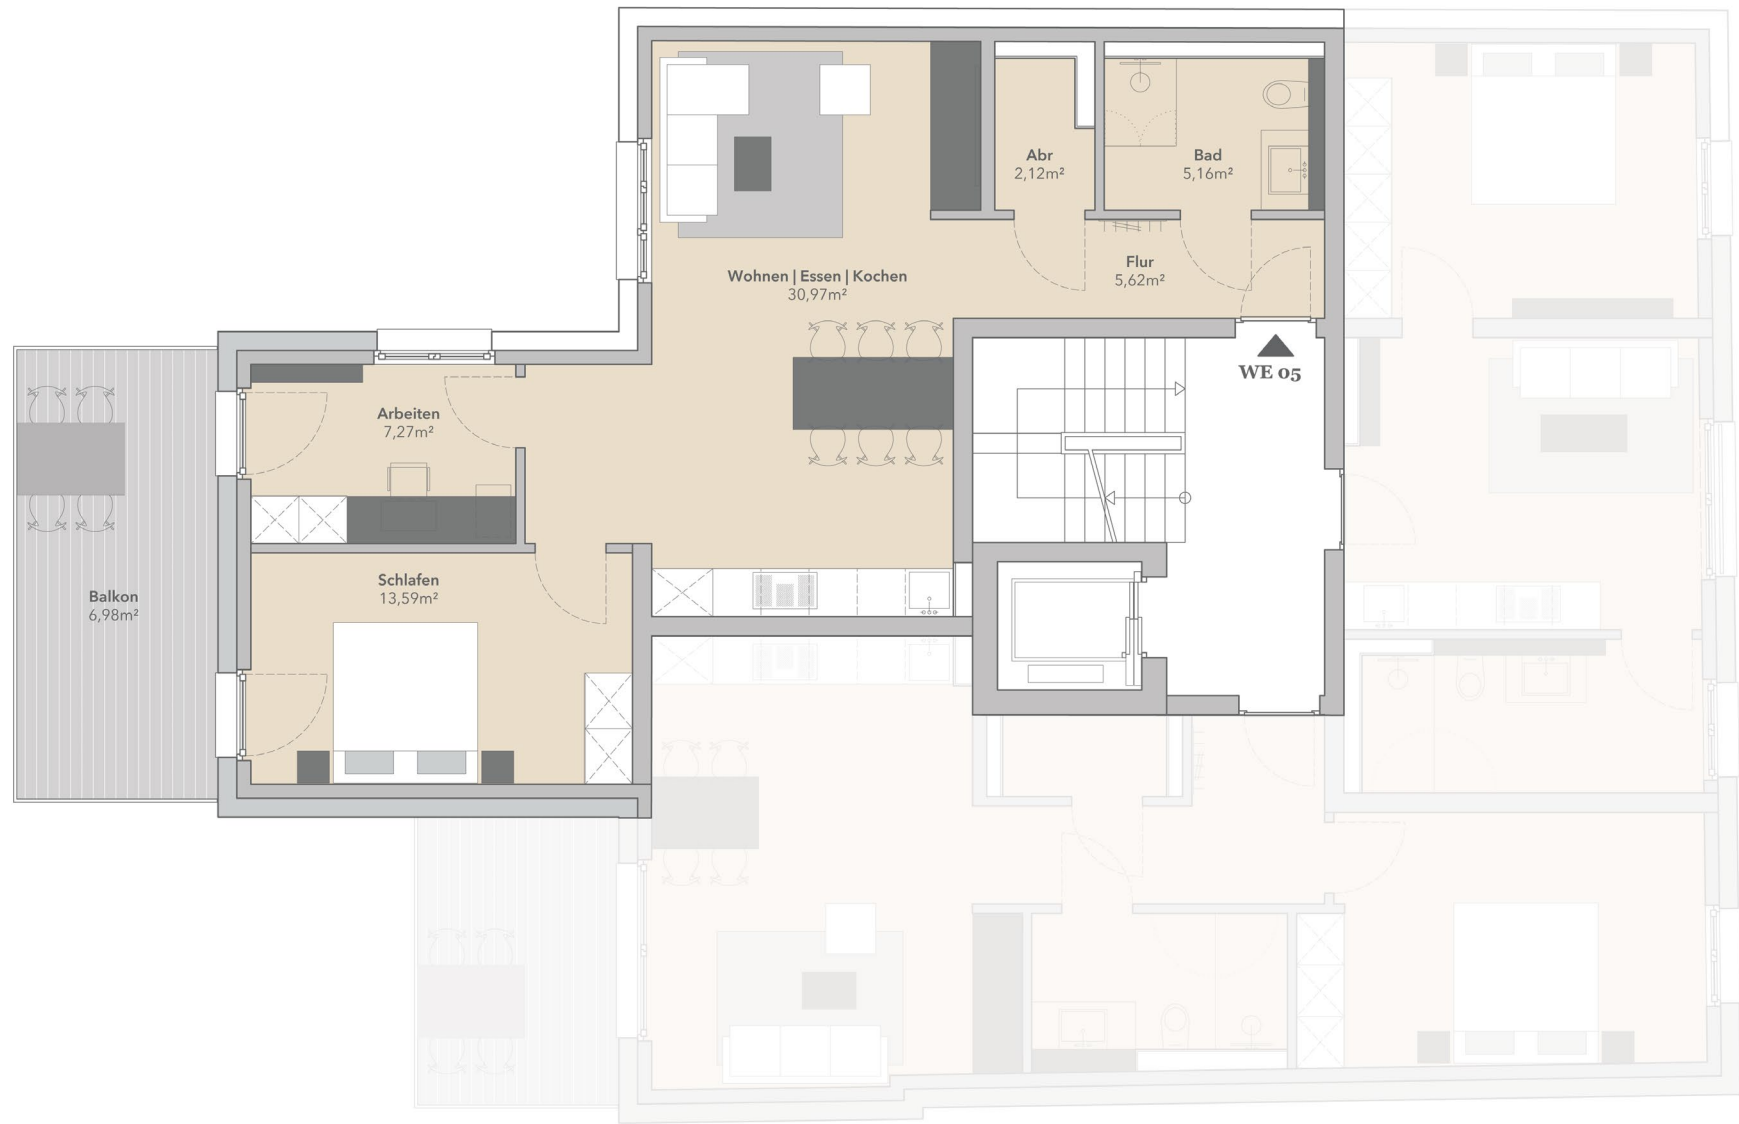 Abr
2,12m²
Bad
5,16m²
Wohnen | Essen | Kochen
30,97m²
Flur
5,62m²
WE 05
Arbeiten
7,27m²
Schlafen
13,59m²
Balkon
6,98m²